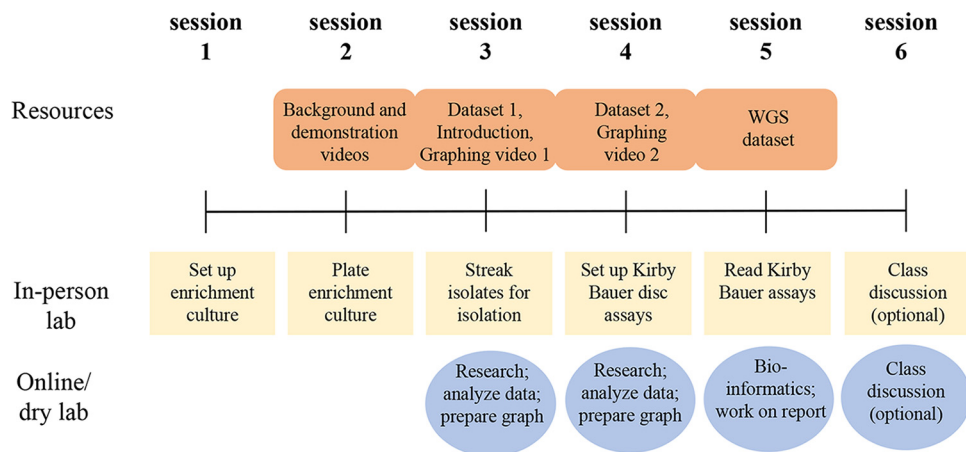 session 1
session 2
session 3
session 4
session 5
session 6
Resources
Background and
demonstration
videos
Dataset 1,
Introduction,
Graphing video 1
Dataset 2,
Graphing
video 2
WGS
dataset
In-person
lab
Set up
enrichment
culture
Plate
enrichment
culture
Streak
isolates for
isolation
Set up Kirby
Bauer disc
assays
Read Kirby
Bauer assays
Class
discussion
(optional)
Online/
dry lab
Research;
analyze data;
prepare graph
Research;
analyze data;
prepare graph
Bio-
informatics;
work on report
Class
discussion
(optional)